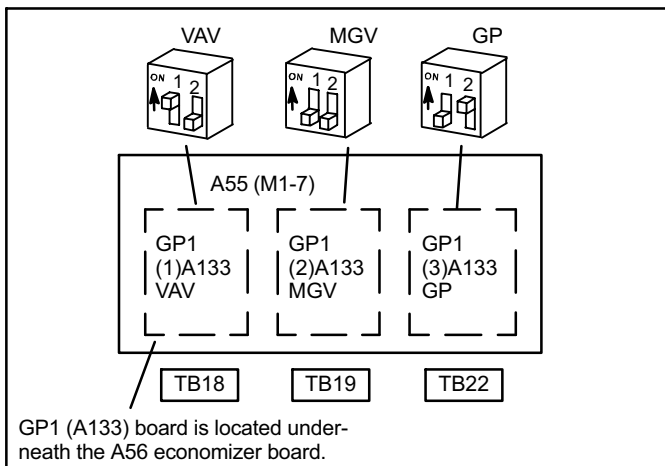 VAV
MGV
GP
ON 1 2
ON 1 2
ON 1 2
A55 (M1-7)
GP1
(1)A133
VAV
GP1
(2)A133
MGV
GP1
(3)A133
GP
TB18
TB19
TB22
GP1 (A133) board is located under-
neath the A56 economizer board.